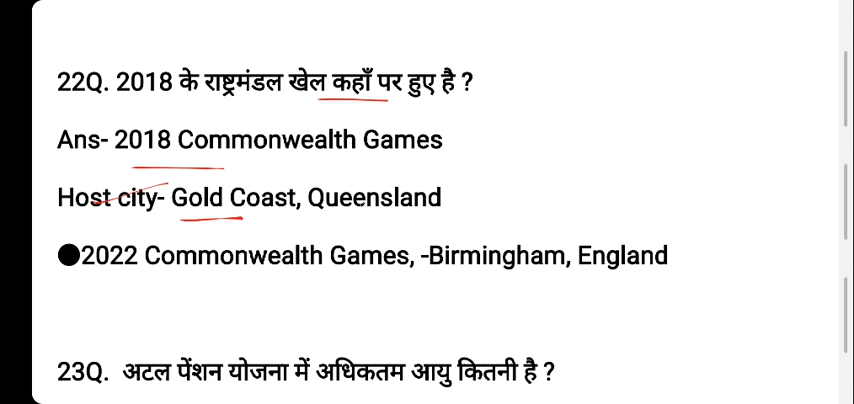 22Q. 2018 के राष्ट्रमंडल खेल कहाँ पर हुए है ?
Ans- 2018 Commonwealth Games
Host city- Gold Coast, Queensland
●2022 Commonwealth Games, -Birmingham, England
23Q. अटल पेंशन योजना में अधिकतम आयु कितनी है ?